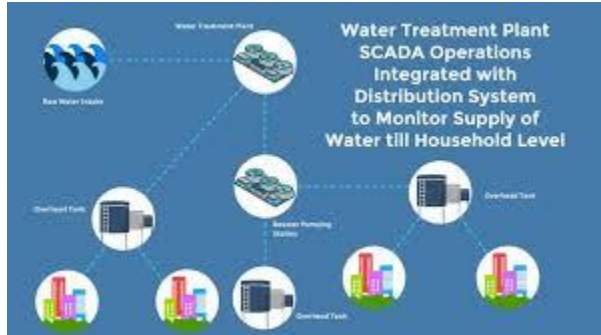 Water Treatment Plant
Water Treatment Plant
SCADA Operations
Integrated with
Distribution System
to Monitor Supply of
Water till Household Level
Raw Water Intake
Overhead Tank
Overhead Tank
Booster Pumping
Station
Overhead Tank